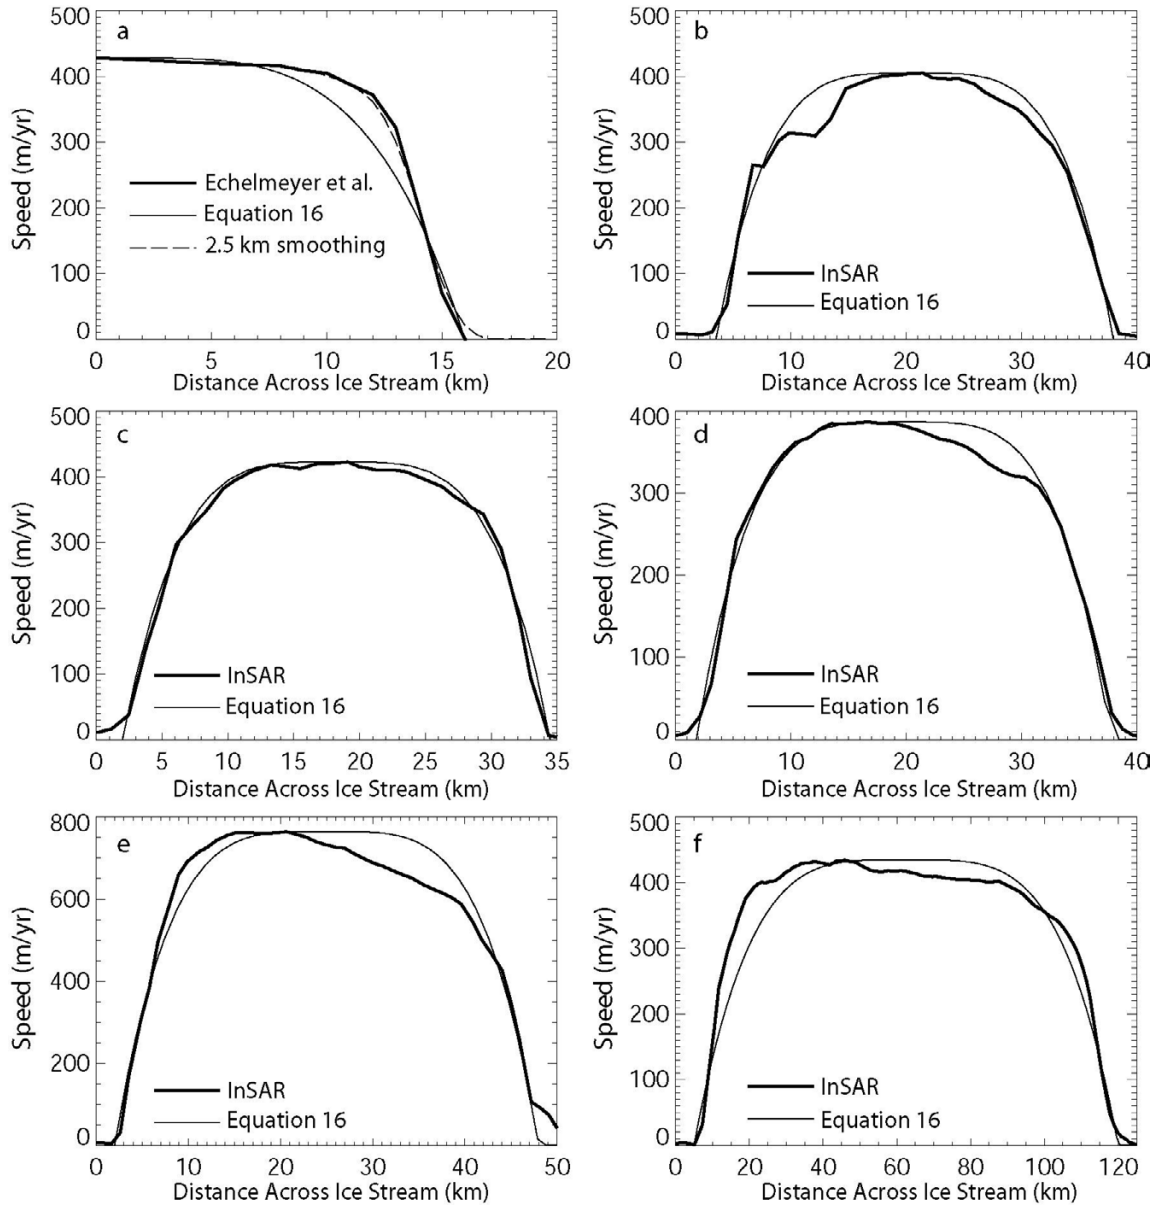 a
500
400
300
200
100
0
Speed (m/yr)
Echelmeyer et al.
Equation 16
2.5 km smoothing
0 5 10 15 20
Distance Across Ice Stream (km)
b
500
400
300
200
100
0
Speed (m/yr)
InSAR
Equation 16
0 10 20 30 40
Distance Across Ice Stream (km)
c
500
400
300
200
100
0
Speed (m/yr)
InSAR
Equation 16
0 5 10 15 20 25 30 35
Distance Across Ice Stream (km)
d
400
300
200
100
0
Speed (m/yr)
InSAR
Equation 16
0 10 20 30 40
Distance Across Ice Stream (km)
e
800
600
400
200
0
Speed (m/yr)
InSAR
Equation 16
0 10 20 30 40 50
Distance Across Ice Stream (km)
f
500
400
300
200
100
0
Speed (m/yr)
InSAR
Equation 16
0 20 40 60 80 100 120
Distance Across Ice Stream (km)